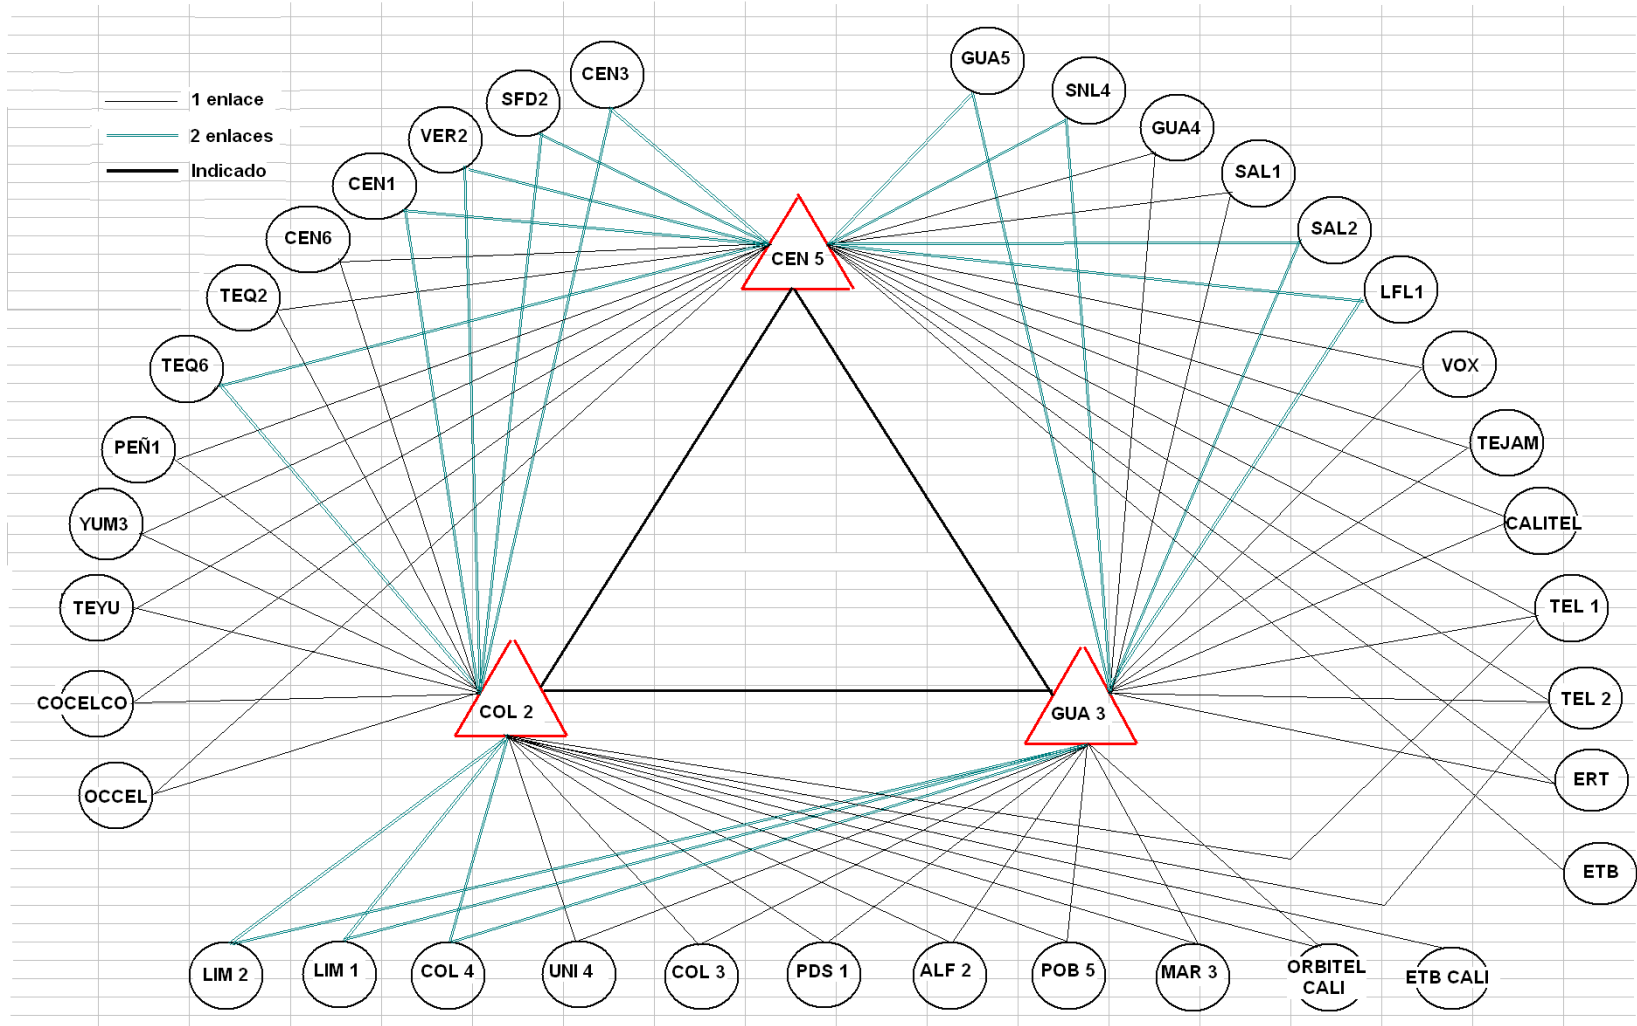 1 enlace
2 enlaces
Indicado
CEN3
SFD2
VER2
CEN1
CEN6
TEQ2
TEQ6
PEÑ1
YUM3
TEYU
COCELCO
OCCEL
GUA5
SNL4
GUA4
SAL1
SAL2
LFL1
VOX
TEJAM
CALITEL
TEL 1
TEL 2
ERT
ETB
CEN 5
COL 2
GUA 3
LIM 2
LIM 1
COL 4
UNI 4
COL 3
PDS 1
ALF 2
POB 5
MAR 3
ORBITEL
CALI
ETB CALI